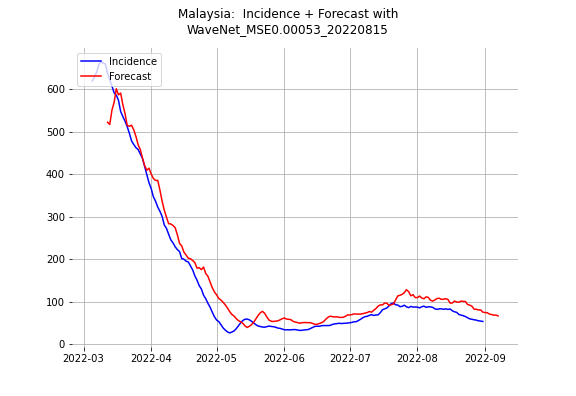 Malaysia:  Incidence + Forecast with
WaveNet_MSE0.00053_20220815
Incidence
Forecast
600
500
400
300
200
100
0
2022-03 2022-04 2022-05 2022-06 2022-07 2022-08 2022-09